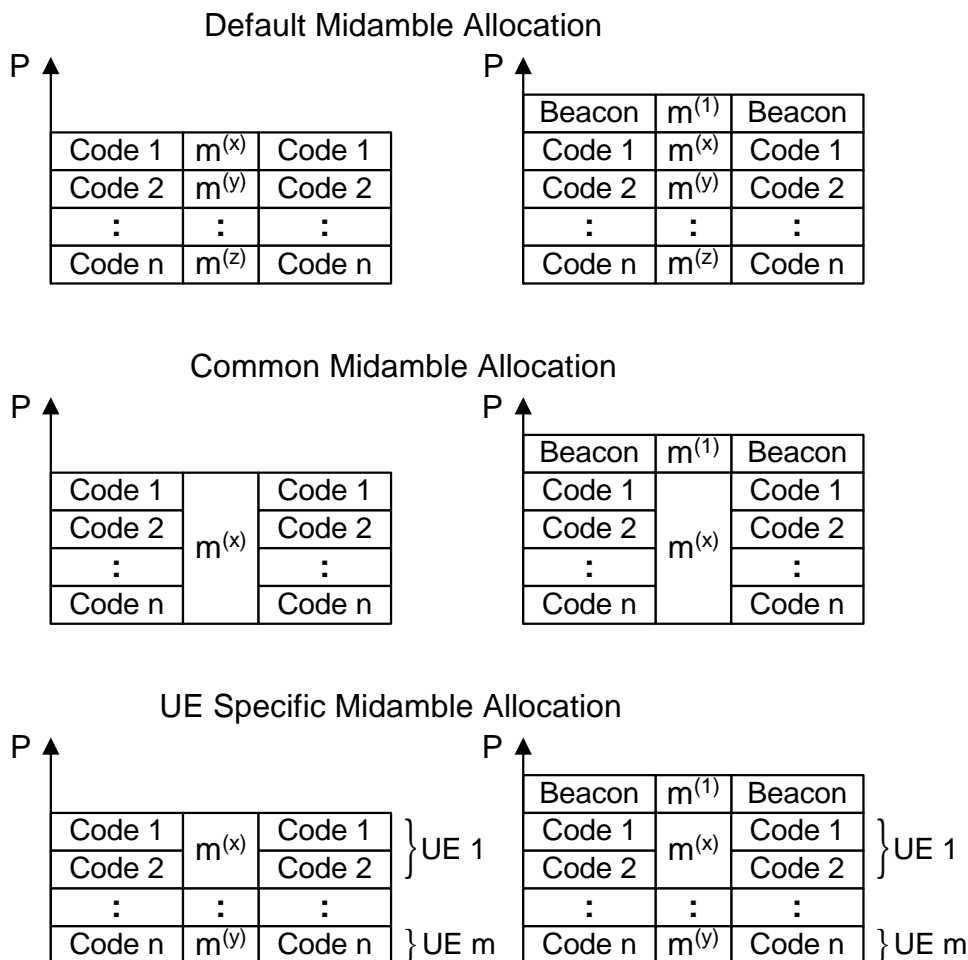 Default Midamble Allocation
P P
Beacon m(1) Beacon
Code 1 m(x) Code 1 Code 1 m(x) Code 1
Code 2 m(y) Code 2 Code 2 m(y) Code 2
: : : : : :
Code n m(z) Code n Code n m(z) Code n
Common Midamble Allocation
P P
Beacon m(1) Beacon
Code 1 Code 1 Code 1 Code 1
Code 2 Code 2 Code 2 Code 2
m(x) m(x)
: : : :
Code n Code n Code n Code n
UE Specific Midamble Allocation
P P
Beacon m(1) Beacon
Code 1 m(x) Code 1 } UE 1 Code 1 m(x) Code 1 } UE 1
Code 2 Code 2 Code 2 Code 2
: : : : : :
Code n m(y) Code n } UE m Code n m(y) Code n } UE m